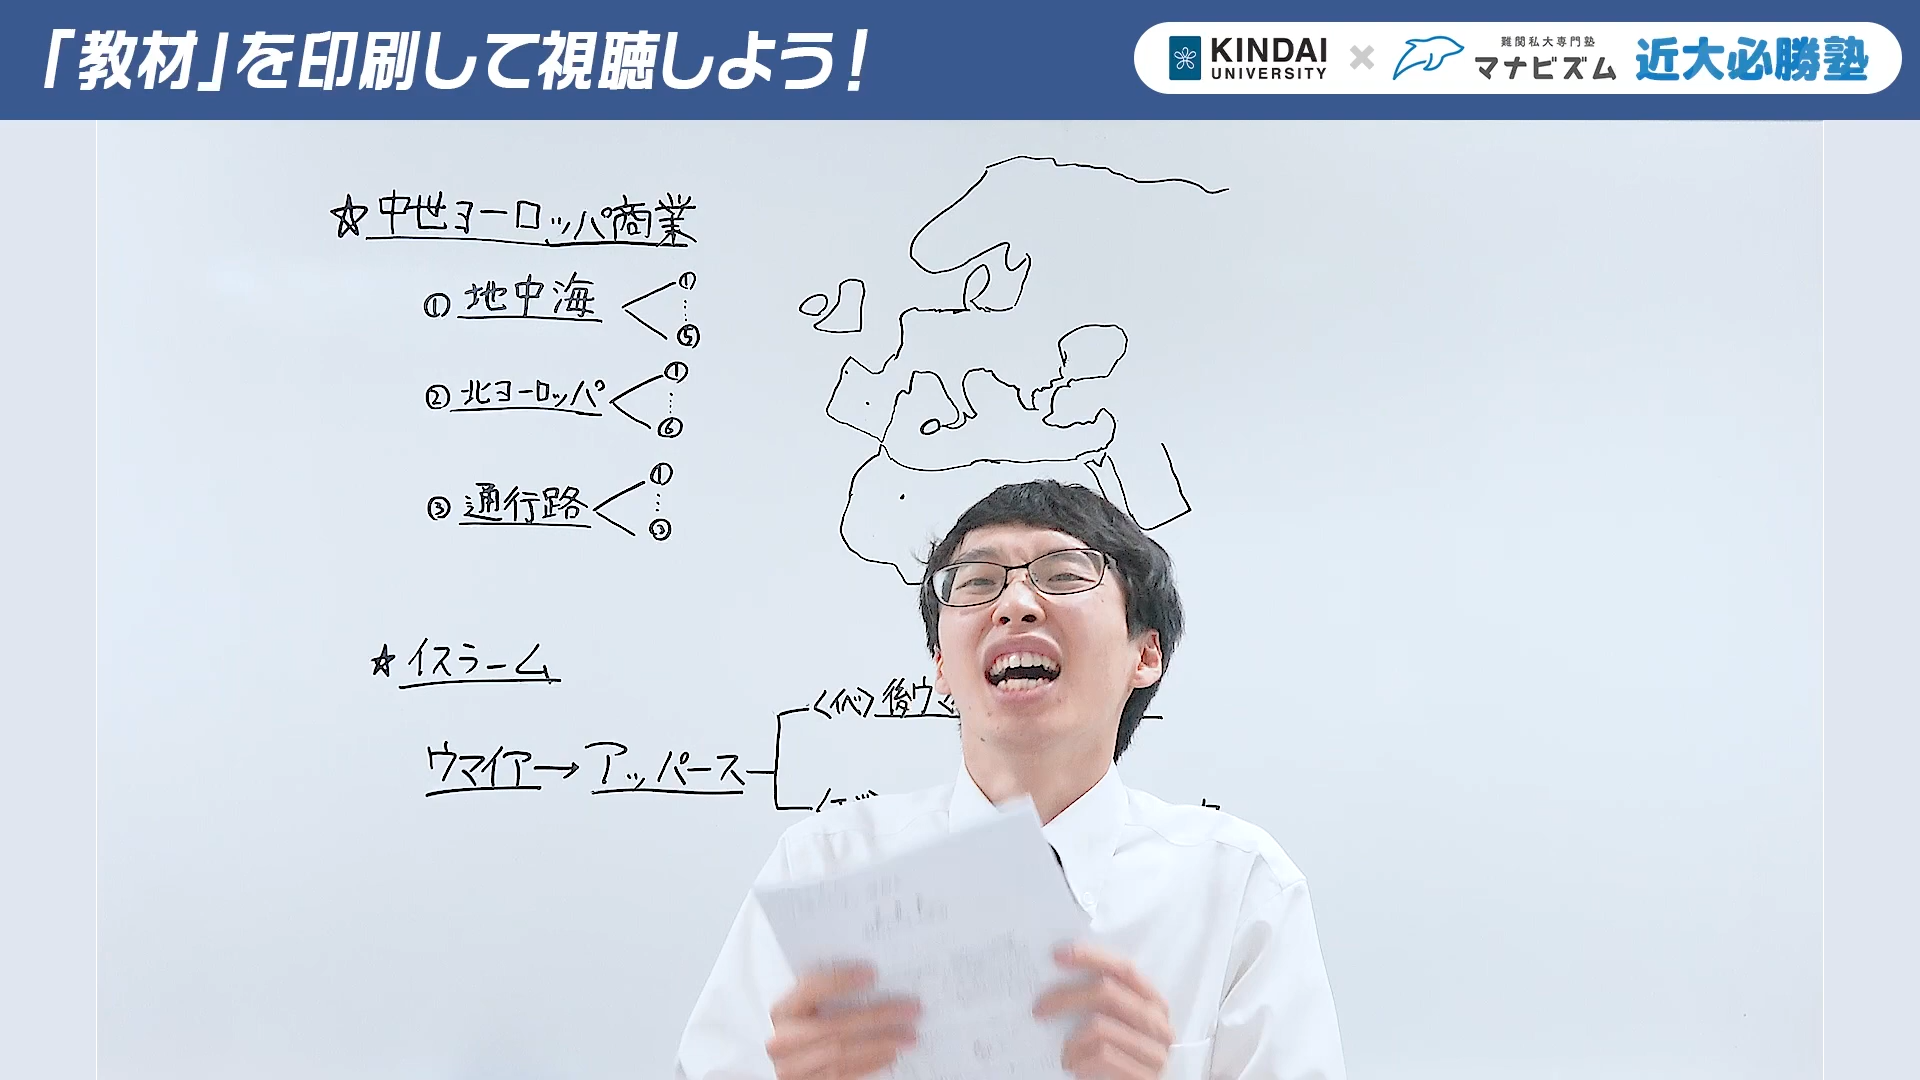 「教材」を印刷して視聴しよう!
KINDAI UNIVERSITY × 難関私大専門塾 マナビズム 近大必勝塾
☆中世ヨーロッパ商業
①地中海
①
⑤
②北ヨーロッパ
①
⑥
③通行路
①
③
☆イスラーム
〈イベ〉後ウマ
ウマイア→アッバース